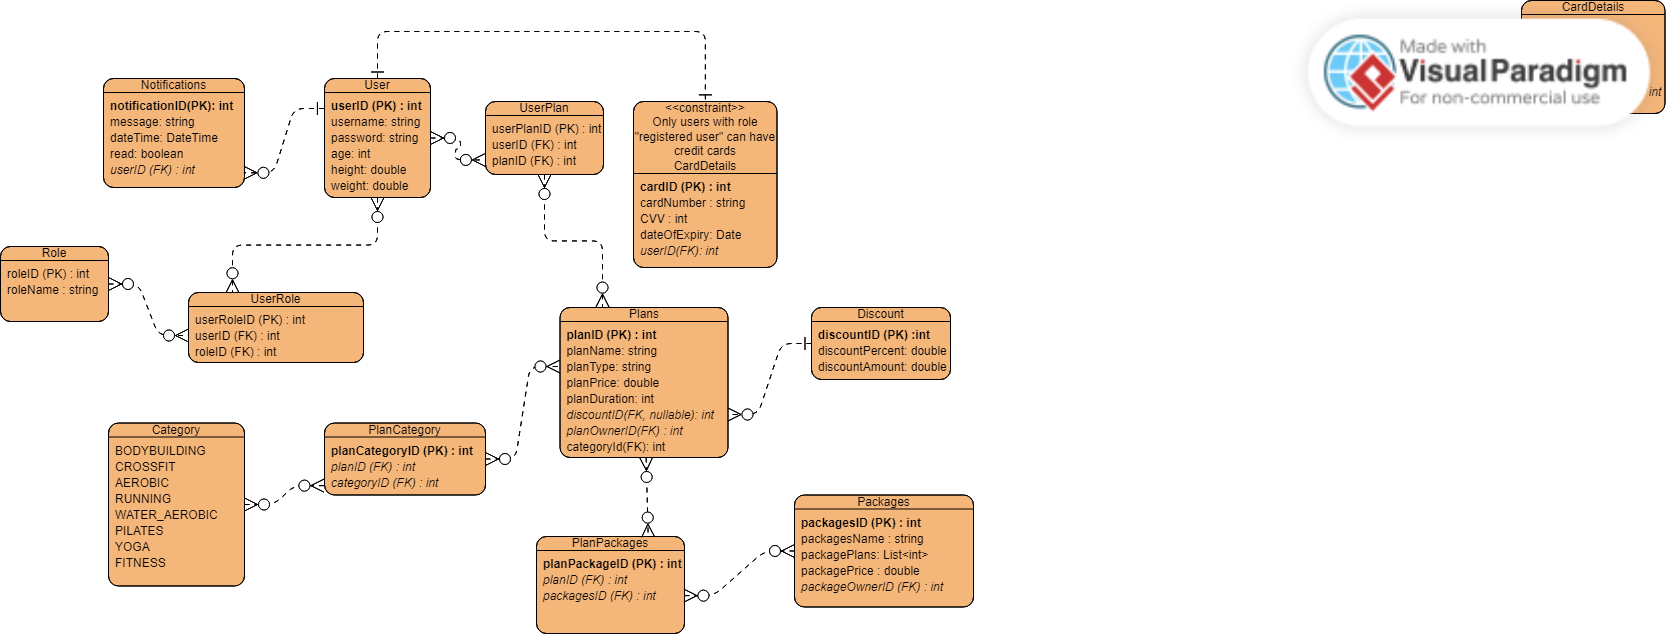 CardDetails
Made with
Visual Paradigm
For non-commercial use
int
Notifications
notificationID(PK): int
message: string
dateTime: DateTime
read: boolean
userID (FK) : int
User
userID (PK) : int
username: string
password: string
age: int
height: double
weight: double
UserPlan
userPlanID (PK) : int
userID (FK) : int
planID (FK) : int
<<constraint>>
Only users with role
"registered user" can have
credit cards
CardDetails
cardID (PK) : int
cardNumber : string
CVV : int
dateOfExpiry: Date
userID(FK): int
Role
roleID (PK) : int
roleName : string
UserRole
userRoleID (PK) : int
userID (FK) : int
roleID (FK) : int
Plans
planID (PK) : int
planName: string
planType: string
planPrice: double
planDuration: int
discountID(FK, nullable): int
planOwnerID(FK) : int
categoryId(FK): int
Discount
discountID (PK) :int
discountPercent: double
discountAmount: double
Category
BODYBUILDING
CROSSFIT
AEROBIC
RUNNING
WATER_AEROBIC
PILATES
YOGA
FITNESS
PlanCategory
planCategoryID (PK) : int
planID (FK) : int
categoryID (FK) : int
PlanPackages
planPackageID (PK) : int
planID (FK) : int
packagesID (FK) : int
Packages
packagesID (PK) : int
packagesName : string
packagePlans: List<int>
packagePrice : double
packageOwnerID (FK) : int